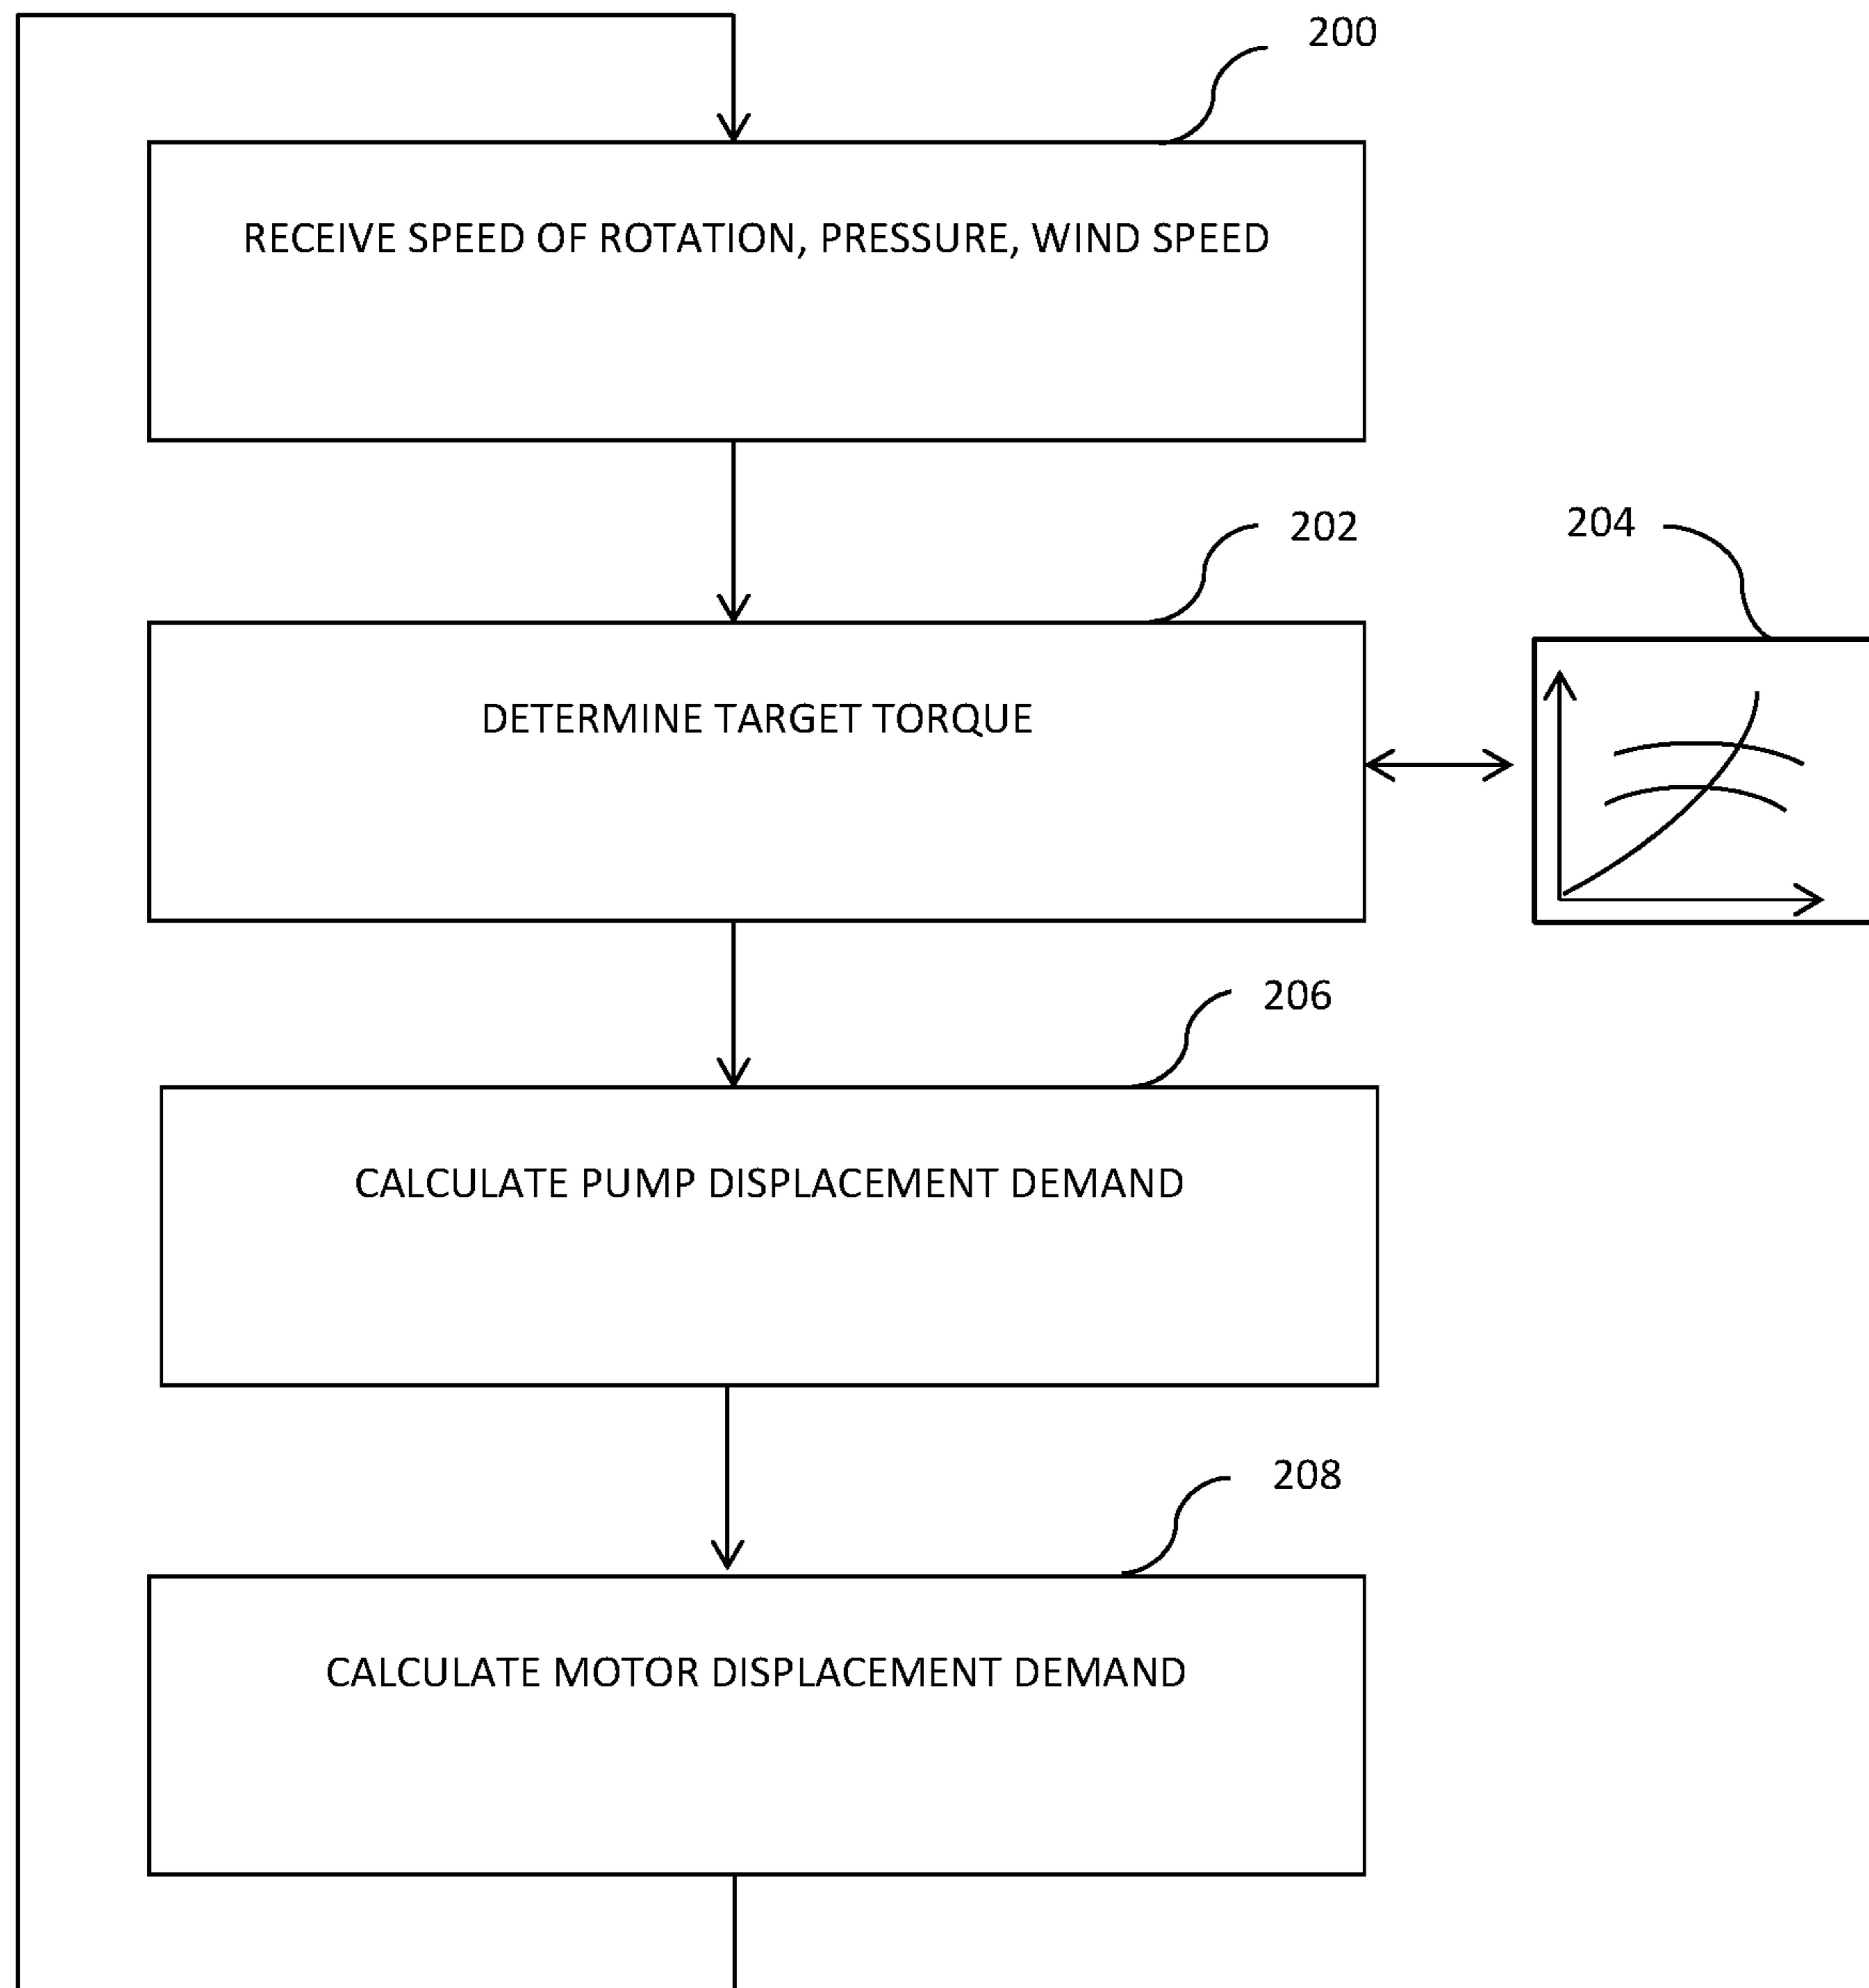 200
RECEIVE SPEED OF ROTATION, PRESSURE, WIND SPEED
202
204
DETERMINE TARGET TORQUE
206
CALCULATE PUMP DISPLACEMENT DEMAND
208
CALCULATE MOTOR DISPLACEMENT DEMAND